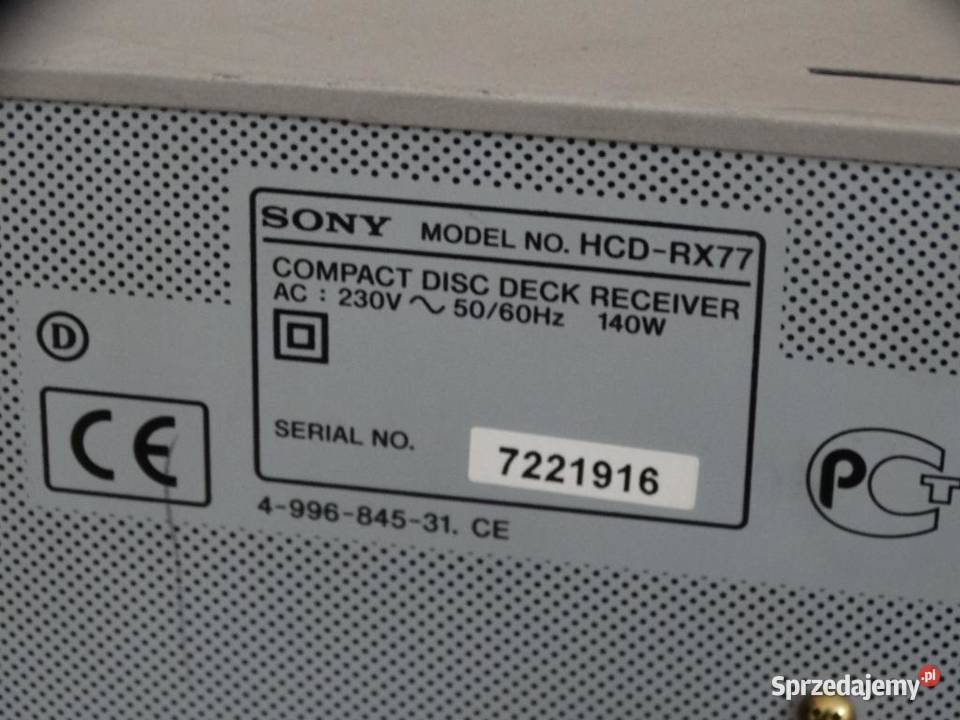 SONY MODEL NO. HCD-RX77
COMPACT DISC DECK RECEIVER
AC : 230V ~ 50/60Hz 140W
D
CE
SERIAL NO. 7221916
PCT
4-996-845-31. CE
Sprzedajemy.pl